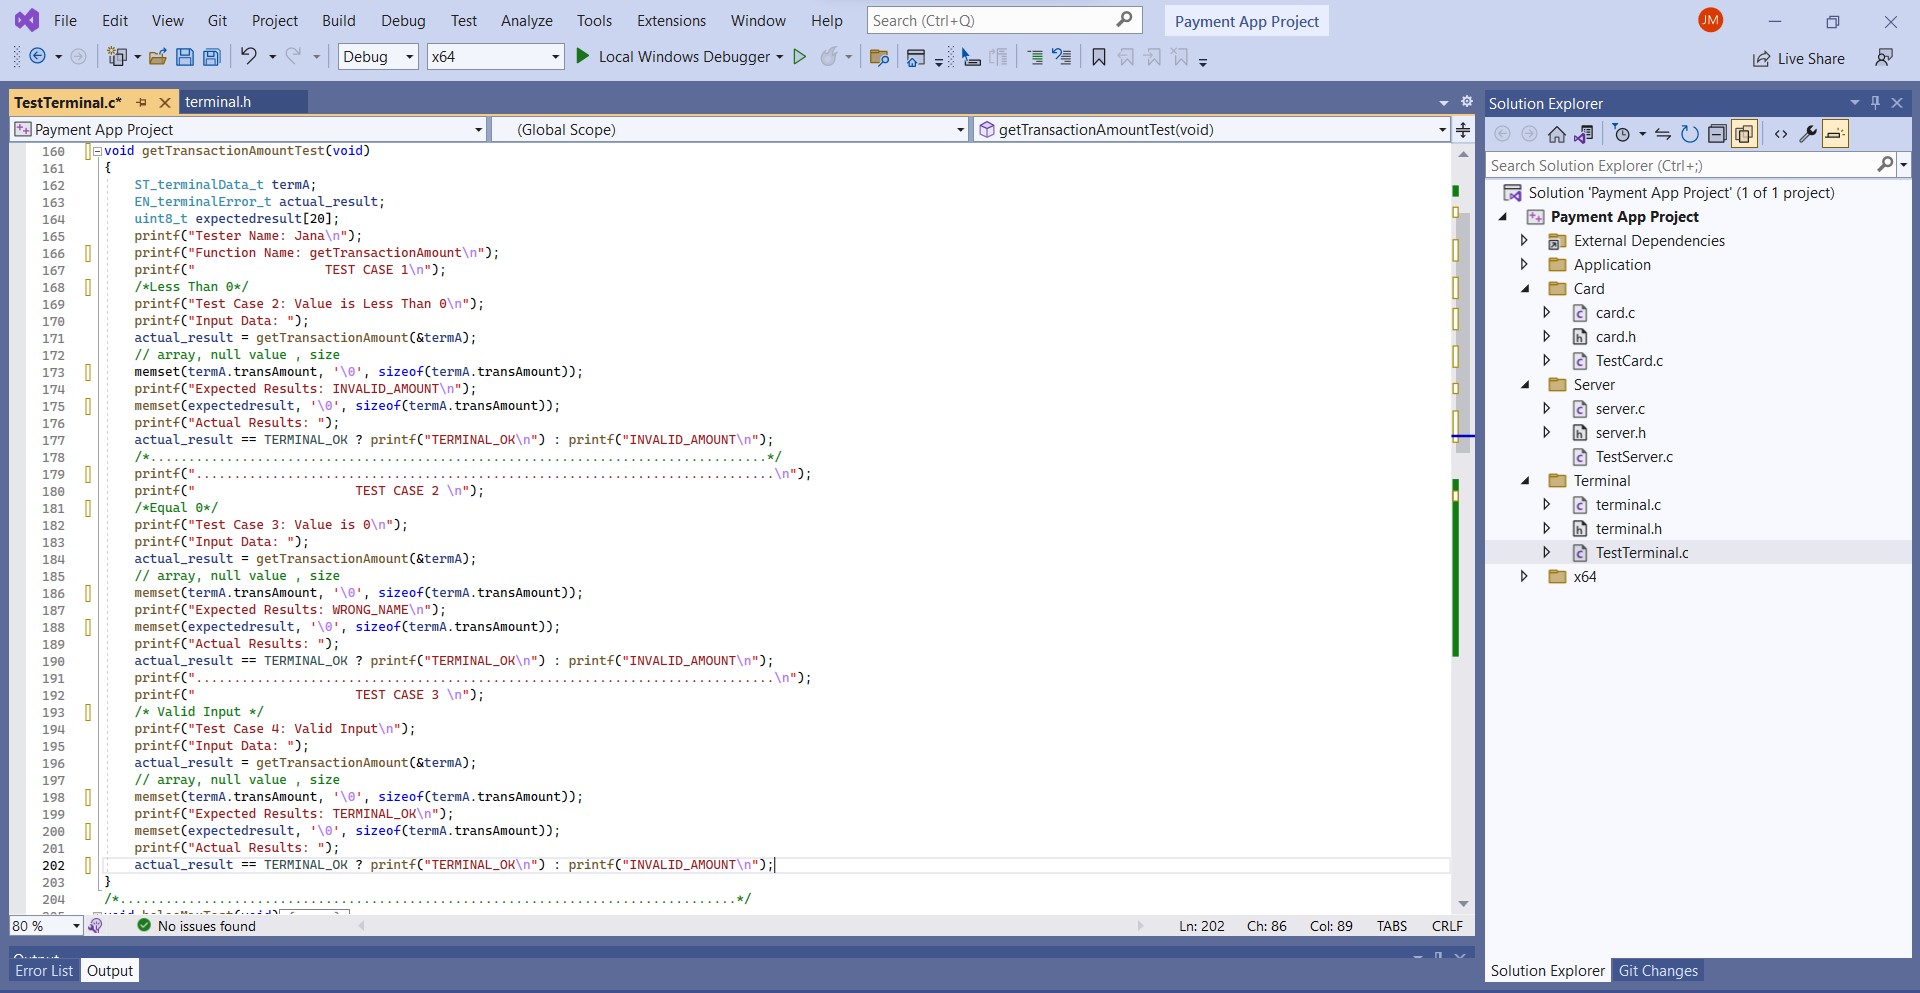 File Edit View Git Project Build Debug Test Analyze Tools Extensions Window Help Search (Ctrl+Q) Payment App Project JM
Debug x64 Local Windows Debugger Live Share
TestTerminal.c* terminal.h
Payment App Project (Global Scope) getTransactionAmountTest(void)
160 void getTransactionAmountTest(void)
161 {
162 ST_terminalData_t termA;
163 EN_terminalError_t actual_result;
164 uint8_t expectedresult[20];
165 printf("Tester Name: Jana\n");
166 printf("Function Name: getTransactionAmount\n");
167 printf("                 TEST CASE 1\n");
168 /*Less Than 0*/
169 printf("Test Case 2: Value is Less Than 0\n");
170 printf("Input Data: ");
171 actual_result = getTransactionAmount(&termA);
172 // array, null value , size
173 memset(termA.transAmount, '\0', sizeof(termA.transAmount));
174 printf("Expected Results: INVALID_AMOUNT\n");
175 memset(expectedresult, '\0', sizeof(termA.transAmount));
176 printf("Actual Results: ");
177 actual_result == TERMINAL_OK ? printf("TERMINAL_OK\n") : printf("INVALID_AMOUNT\n");
178 /*.................................................................................*/
179 printf("............................................................................\n");
180 printf("                     TEST CASE 2 \n");
181 /*Equal 0*/
182 printf("Test Case 3: Value is 0\n");
183 printf("Input Data: ");
184 actual_result = getTransactionAmount(&termA);
185 // array, null value , size
186 memset(termA.transAmount, '\0', sizeof(termA.transAmount));
187 printf("Expected Results: WRONG_NAME\n");
188 memset(expectedresult, '\0', sizeof(termA.transAmount));
189 printf("Actual Results: ");
190 actual_result == TERMINAL_OK ? printf("TERMINAL_OK\n") : printf("INVALID_AMOUNT\n");
191 printf("............................................................................\n");
192 printf("                     TEST CASE 3 \n");
193 /* Valid Input */
194 printf("Test Case 4: Valid Input\n");
195 printf("Input Data: ");
196 actual_result = getTransactionAmount(&termA);
197 // array, null value , size
198 memset(termA.transAmount, '\0', sizeof(termA.transAmount));
199 printf("Expected Results: TERMINAL_OK\n");
200 memset(expectedresult, '\0', sizeof(termA.transAmount));
201 printf("Actual Results: ");
202 actual_result == TERMINAL_OK ? printf("TERMINAL_OK\n") : printf("INVALID_AMOUNT\n");
203 }
204 /*.................................................................................*/
80 % No issues found Ln: 202 Ch: 86 Col: 89 TABS CRLF
Output
Error List Output
Solution Explorer
Search Solution Explorer (Ctrl+;)
Solution 'Payment App Project' (1 of 1 project)
Payment App Project
External Dependencies
Application
Card
card.c
card.h
TestCard.c
Server
server.c
server.h
TestServer.c
Terminal
terminal.c
terminal.h
TestTerminal.c
x64
Solution Explorer Git Changes